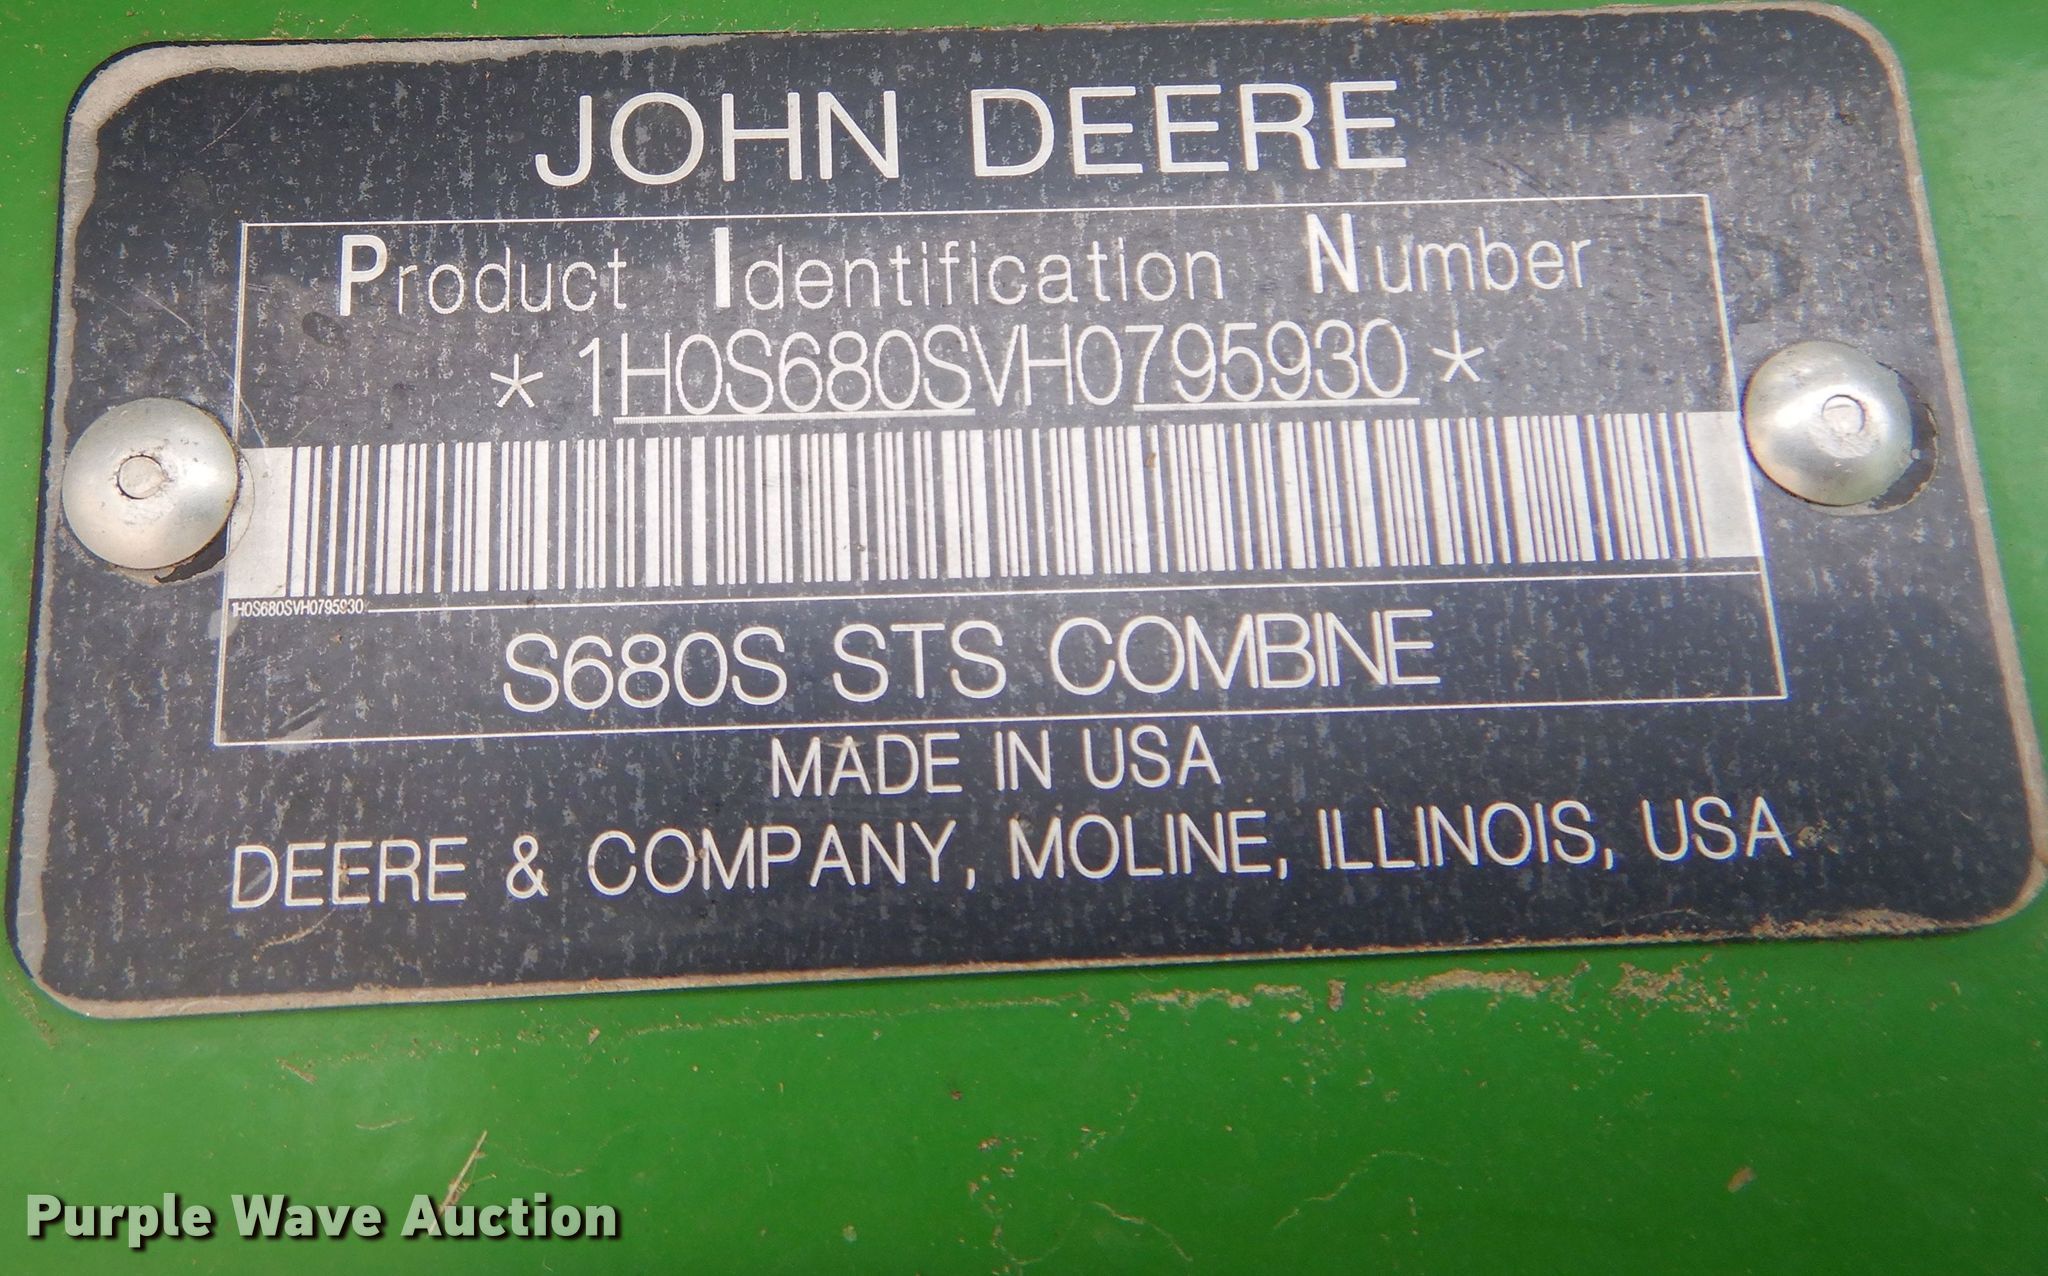 JOHN DEERE
Product Identification Number
* 1H0S680SVH0795930 *
1H0S680SVH0795930
S680S STS COMBINE
MADE IN USA
DEERE & COMPANY, MOLINE, ILLINOIS, USA
Purple Wave Auction